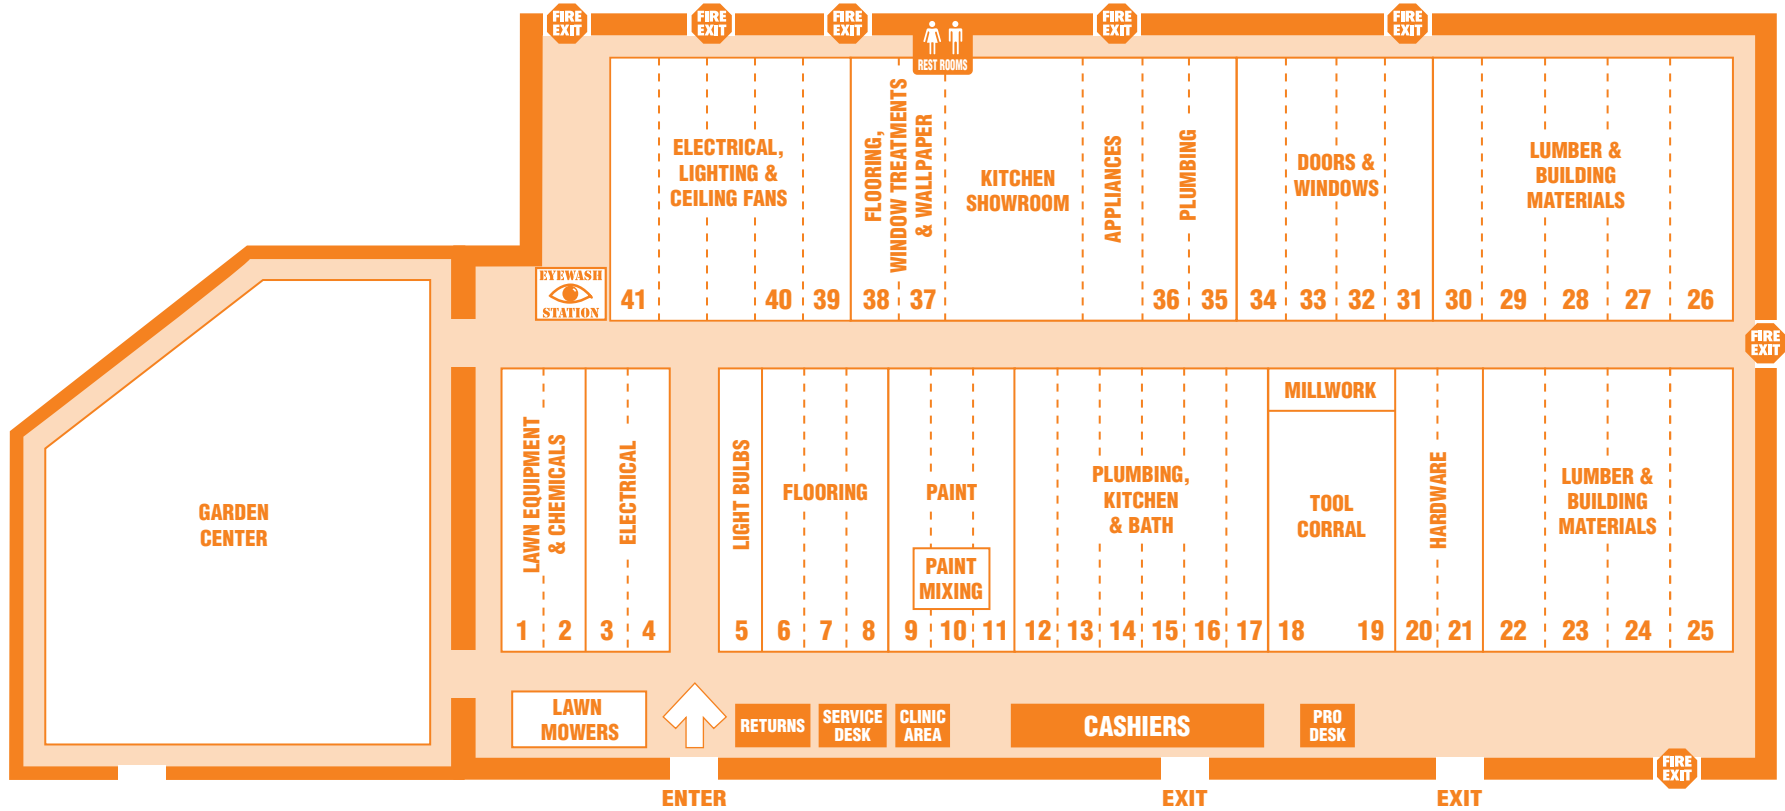 FIRE
EXIT
FIRE
EXIT
FIRE
EXIT
FIRE
EXIT
FIRE
EXIT
REST ROOMS
ELECTRICAL,
LIGHTING &
CEILING FANS
FLOORING,
WINDOW TREATMENTS
& WALLPAPER
KITCHEN
SHOWROOM
APPLIANCES
PLUMBING
DOORS &
WINDOWS
LUMBER &
BUILDING
MATERIALS
EYEWASH
STATION
41 40 39 38 37 36 35 34 33 32 31 30 29 28 27 26
FIRE
EXIT
GARDEN
CENTER
LAWN EQUIPMENT
& CHEMICALS
ELECTRICAL
LIGHT BULBS
FLOORING
PAINT
PAINT
MIXING
PLUMBING,
KITCHEN
& BATH
MILLWORK
TOOL
CORRAL
HARDWARE
LUMBER &
BUILDING
MATERIALS
1 2 3 4 5 6 7 8 9 10 11 12 13 14 15 16 17 18 19 20 21 22 23 24 25
LAWN
MOWERS
RETURNS
SERVICE
DESK
CLINIC
AREA
CASHIERS
PRO
DESK
FIRE
EXIT
ENTER
EXIT
EXIT